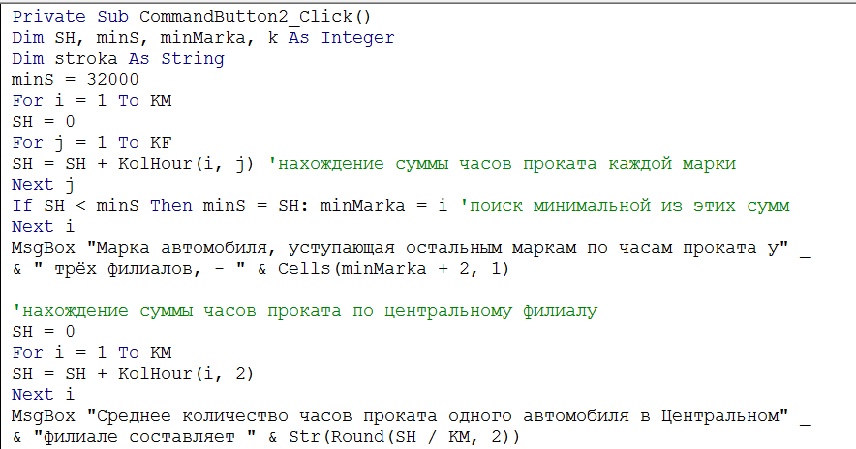 Private Sub CommandButton2_Click()
Dim SH, minS, minMarka, k As Integer
Dim stroka As String
minS = 32000
For i = 1 To KM
SH = 0
For j = 1 To KF
SH = SH + KolHour(i, j) 'нахождение суммы часов проката каждой марки
Next j
If SH < minS Then minS = SH: minMarka = i 'поиск минимальной из этих сумм
Next i
MsgBox "Марка автомобиля, уступающая остальным маркам по часам проката у" _
& " трёх филиалов, - " & Cells(minMarka + 2, 1)
'нахождение суммы часов проката по центральному филиалу
SH = 0
For i = 1 To KM
SH = SH + KolHour(i, 2)
Next i
MsgBox "Среднее количество часов проката одного автомобиля в Центральном" _
& "филиале составляет " & Str(Round(SH / KM, 2))